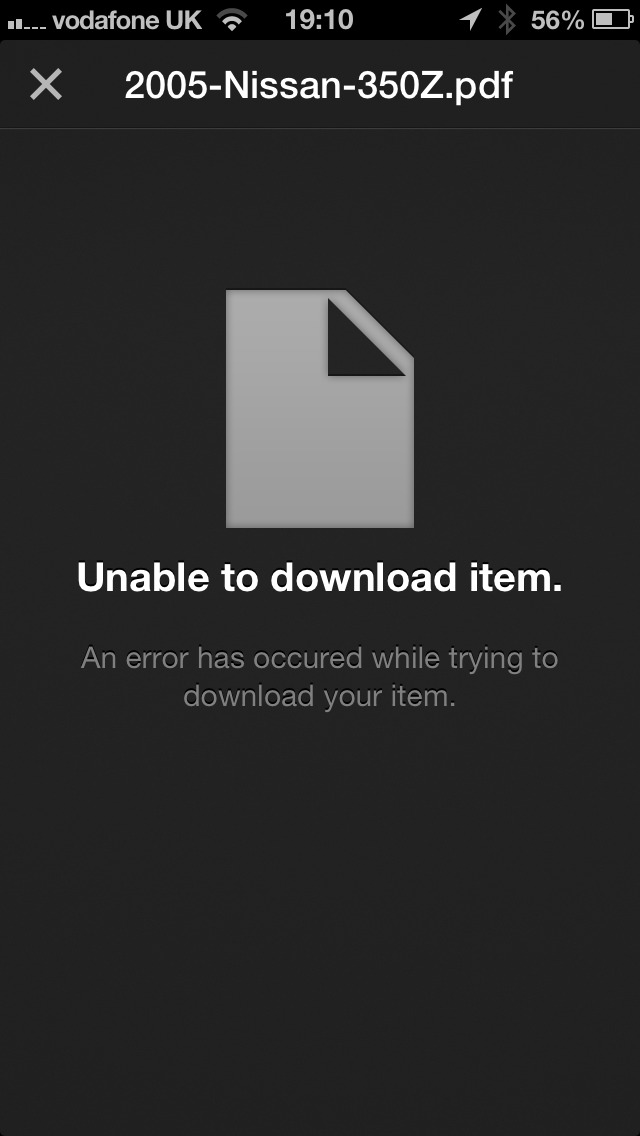 vodafone UK 19:10 56%
2005-Nissan-350Z.pdf
Unable to download item.
An error has occured while trying to
download your item.